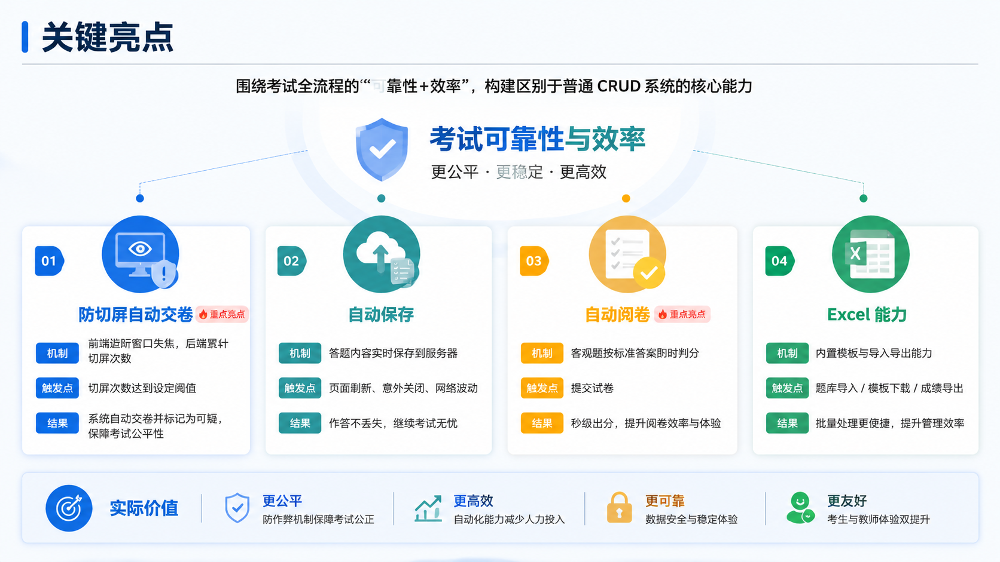 关键亮点
围绕考试全流程的“可靠性+效率”，构建区别于普通 CRUD 系统的核心能力
考试可靠性与效率
更公平 · 更稳定 · 更高效
01
防切屏自动交卷
重点亮点
机制
前端监听窗口失焦，后端累计
切屏次数
触发点
切屏次数达到设定阈值
结果
系统自动交卷并标记为可疑，
保障考试公平性
02
自动保存
机制
答题内容实时保存到服务器
触发点
页面刷新、意外关闭、网络波动
结果
作答不丢失，继续考试无忧
03
自动阅卷
重点亮点
机制
客观题按标准答案即时判分
触发点
提交试卷
结果
秒级出分，提升阅卷效率与体验
04
X
Excel 能力
机制
内置模板与导入导出能力
触发点
题库导入 / 模板下载 / 成绩导出
结果
批量处理更便捷，提升管理效率
实际价值
更公平
防作弊机制保障考试公正
更高效
自动化能力减少人力投入
更可靠
数据安全与稳定体验
更友好
考生与教师体验双提升